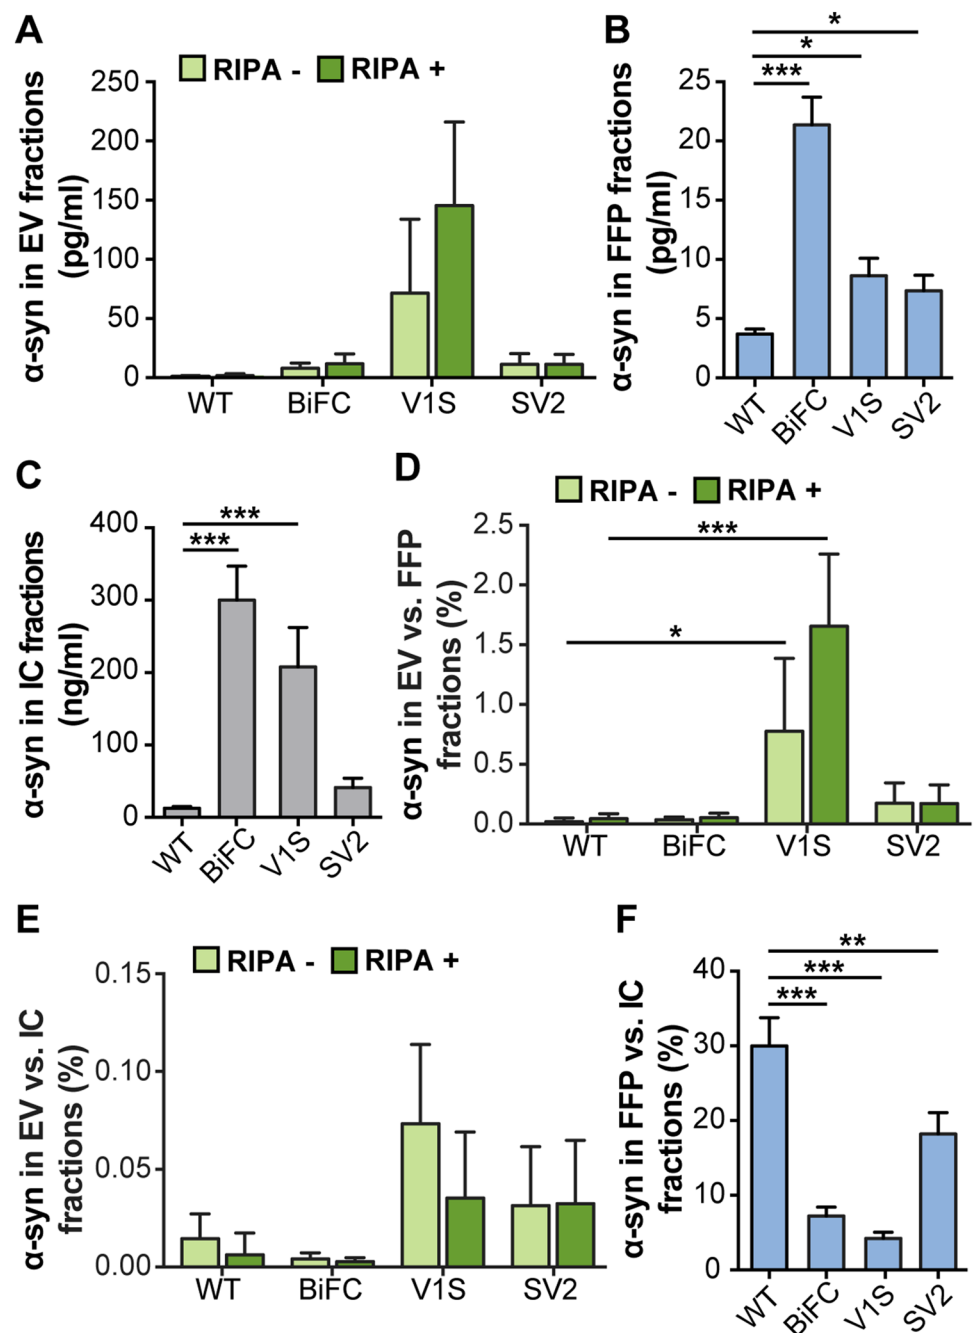 A
RIPA - RIPA +
α-syn in EV fractions
(pg/ml)
250
200
150
100
50
0
WT BiFC V1S SV2
B
*
*
***
α-syn in FFP fractions
(pg/ml)
25
20
15
10
5
0
WT BiFC V1S SV2
C
***
***
α-syn in IC fractions
(ng/ml)
400
300
200
100
0
WT BiFC V1S SV2
D
RIPA - RIPA +
***
*
α-syn in EV vs. FFP
fractions (%)
2.5
2.0
1.5
1.0
0.5
0.0
WT BiFC V1S SV2
E
RIPA - RIPA +
α-syn in EV vs. IC
fractions (%)
0.15
0.10
0.05
0.00
WT BiFC V1S SV2
F
**
***
***
α-syn in FFP vs. IC
fractions (%)
40
30
20
10
0
WT BiFC V1S SV2